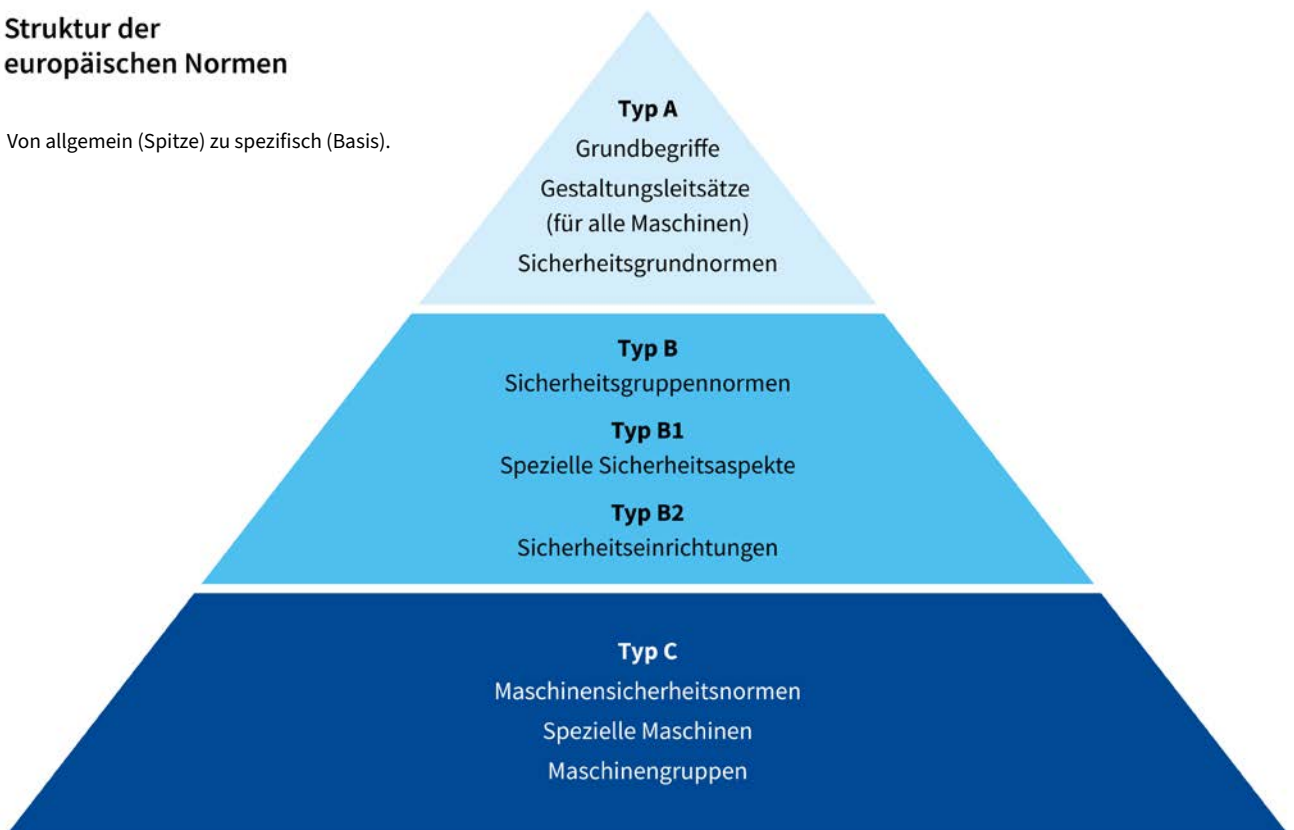 Struktur der
europäischen Normen
Von allgemein (Spitze) zu spezifisch (Basis).
Typ A
Grundbegriffe
Gestaltungsleitsätze
(für alle Maschinen)
Sicherheitsgrundnormen
Typ B
Sicherheitsgruppennormen
Typ B1
Spezielle Sicherheitsaspekte
Typ B2
Sicherheitseinrichtungen
Typ C
Maschinensicherheitsnormen
Spezielle Maschinen
Maschinengruppen